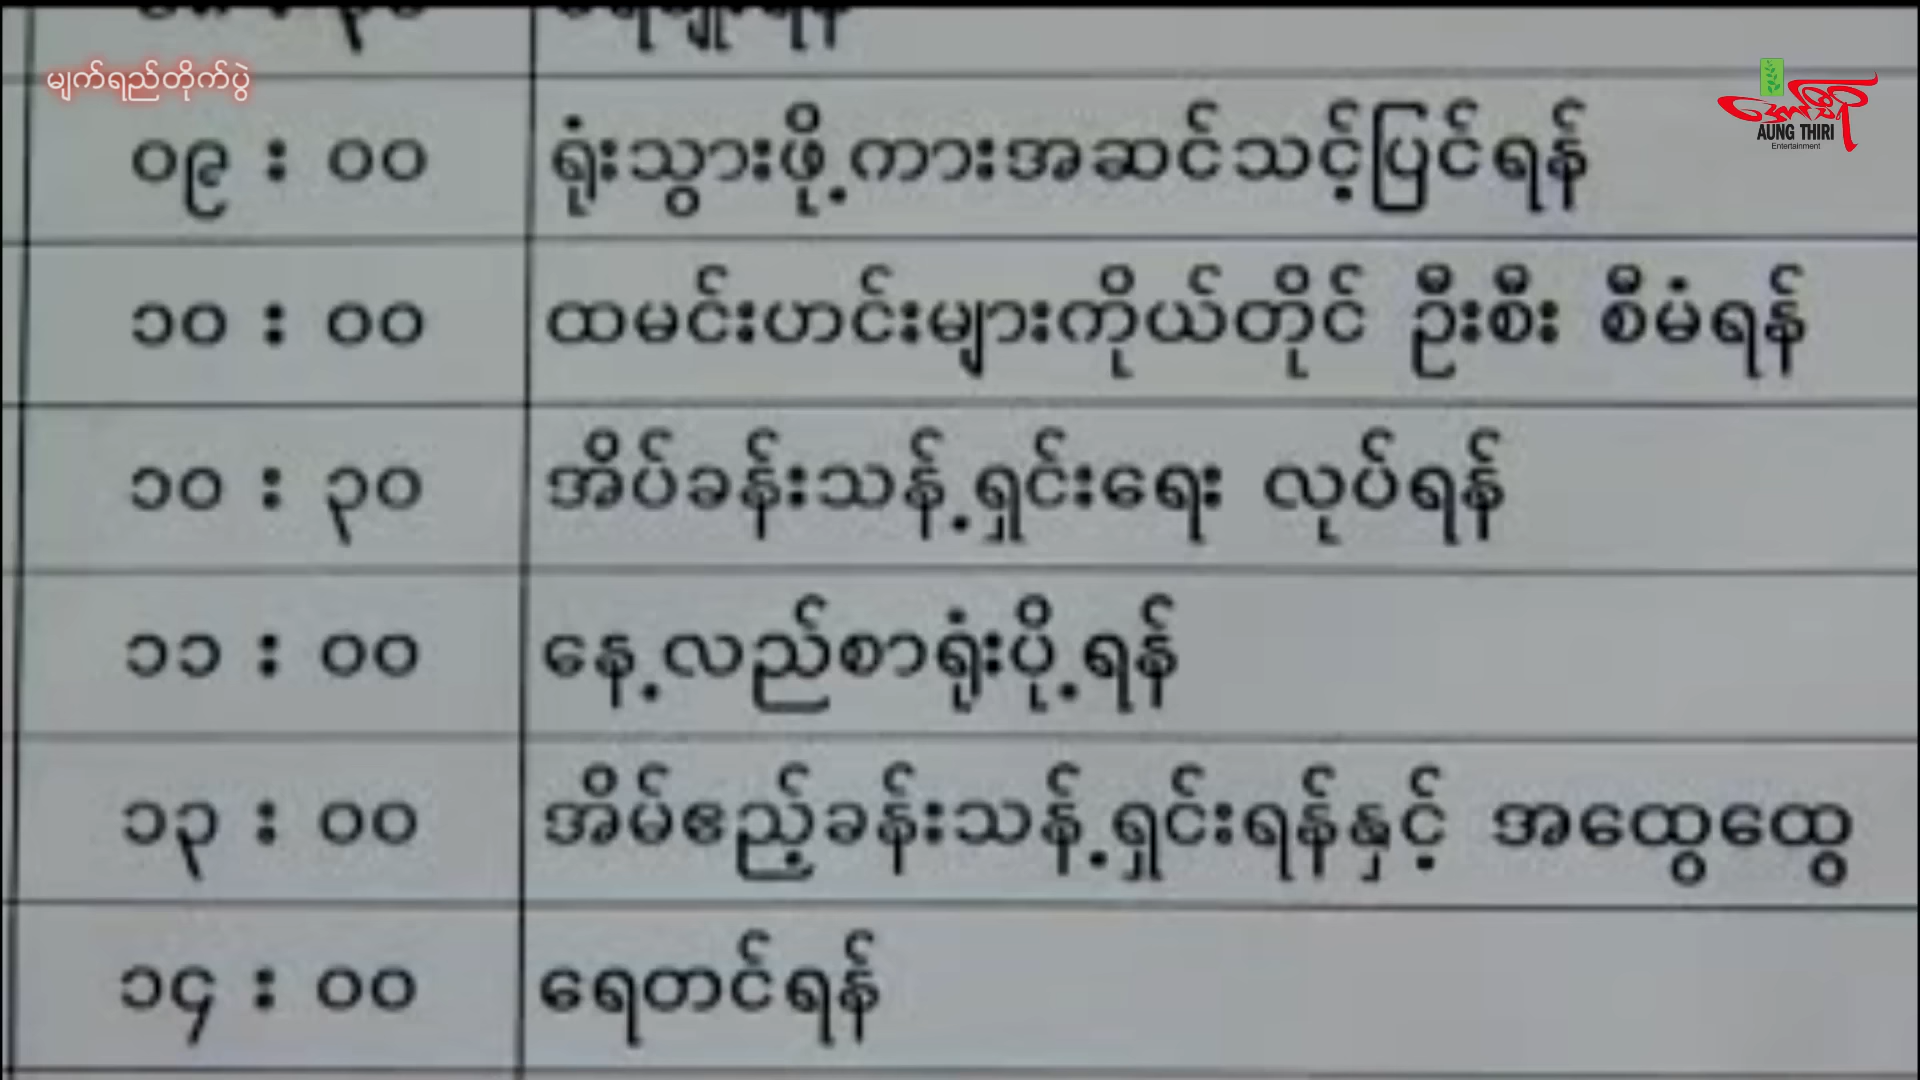 မျက်ရည်တိုက်ပွဲ
အောင်သီရိ
AUNG THIRI
Entertainment
၀၉ : ၀၀ ရုံးသွားဖို့ကားအဆင်သင့်ပြင်ရန်
၁၀ : ၀၀ ထမင်းဟင်းများကိုယ်တိုင် ဦးစီး စီမံရန်
၁၀ : ၃၀ အိပ်ခန်းသန့်ရှင်းရေး လုပ်ရန်
၁၁ : ၀၀ နေ့လည်စာရုံးပို့ရန်
၁၃ : ၀၀ အိမ်ဧည့်ခန်းသန့်ရှင်းရန်နှင့် အထွေထွေ
၁၄ : ၀၀ ရေတင်ရန်